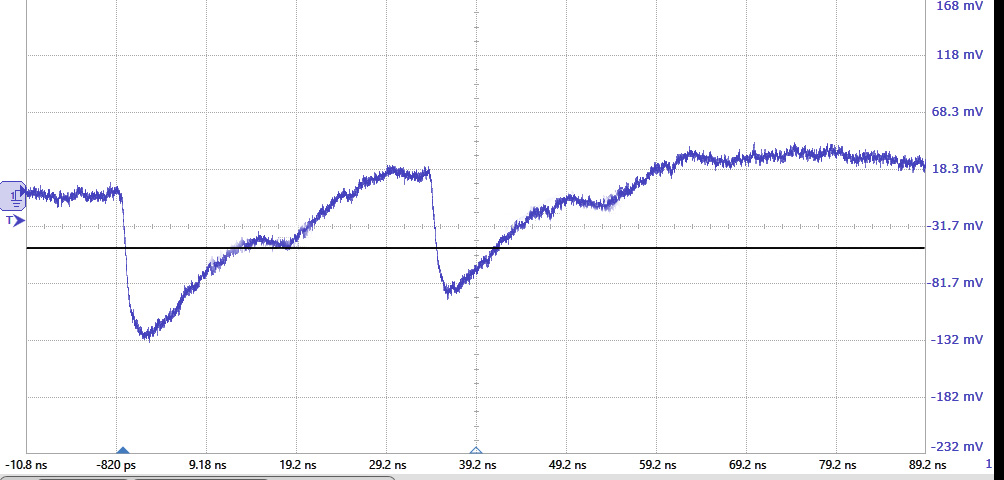 168 mV
118 mV
68.3 mV
18.3 mV
1
T
-31.7 mV
-81.7 mV
-132 mV
-182 mV
-232 mV
-10.8 ns -820 ps 9.18 ns 19.2 ns 29.2 ns 39.2 ns 49.2 ns 59.2 ns 69.2 ns 79.2 ns 89.2 ns 1